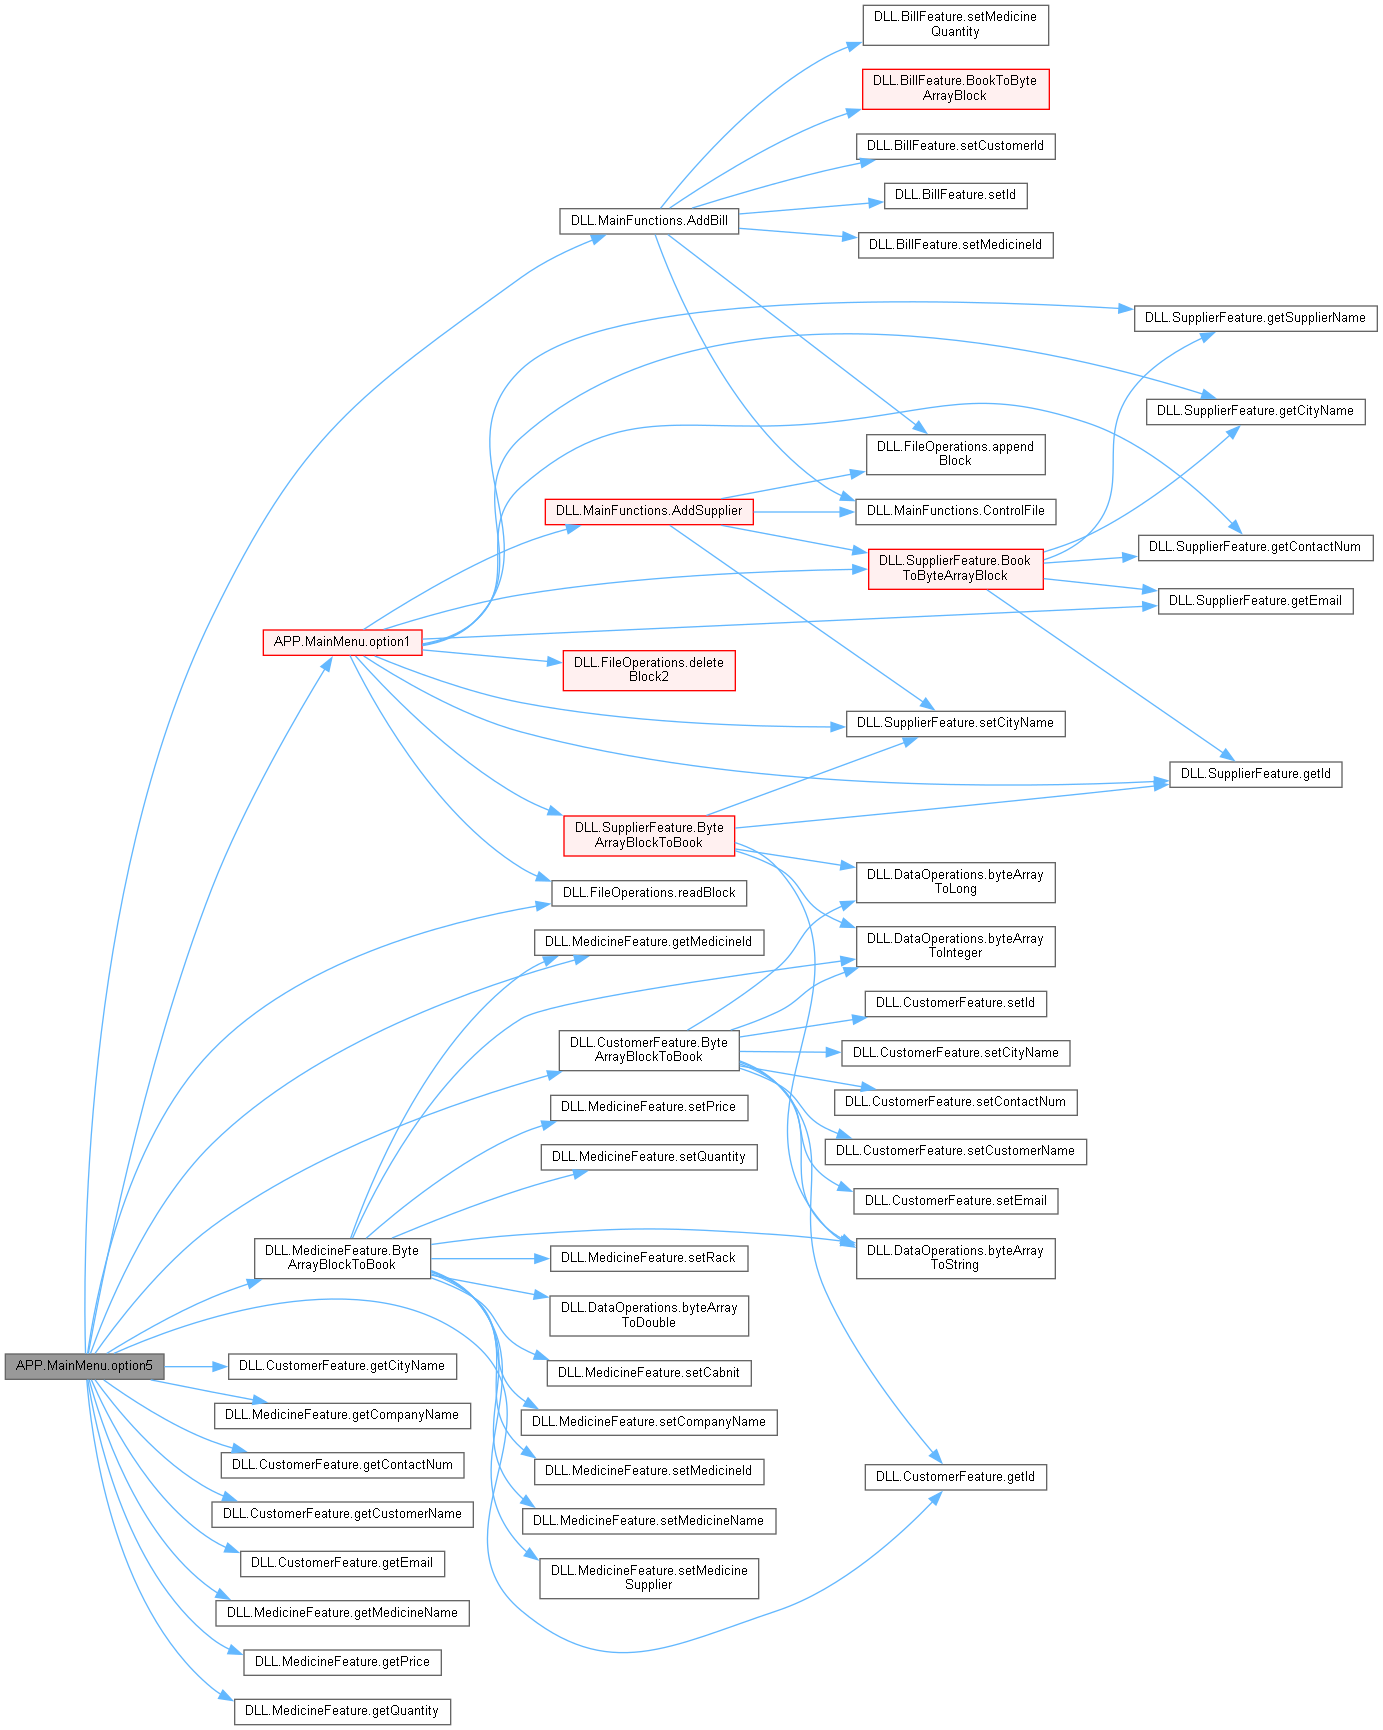 DLL.BillFeature.setMedicine
Quantity
DLL.BillFeature.BookToByte
ArrayBlock
DLL.BillFeature.setCustomerId
DLL.BillFeature.setId
DLL.MainFunctions.AddBill
DLL.BillFeature.setMedicineId
DLL.SupplierFeature.getSupplierName
DLL.SupplierFeature.getCityName
DLL.FileOperations.append
Block
DLL.MainFunctions.AddSupplier
DLL.MainFunctions.ControlFile
DLL.SupplierFeature.getContactNum
DLL.SupplierFeature.Book
ToByteArrayBlock
DLL.SupplierFeature.getEmail
APP.MainMenu.option1
DLL.FileOperations.delete
Block2
DLL.SupplierFeature.setCityName
DLL.SupplierFeature.getId
DLL.SupplierFeature.Byte
ArrayBlockToBook
DLL.DataOperations.byteArray
ToLong
DLL.FileOperations.readBlock
DLL.MedicineFeature.getMedicineId
DLL.DataOperations.byteArray
ToInteger
DLL.CustomerFeature.setId
DLL.CustomerFeature.Byte
ArrayBlockToBook
DLL.CustomerFeature.setCityName
DLL.MedicineFeature.setPrice
DLL.CustomerFeature.setContactNum
DLL.MedicineFeature.setQuantity
DLL.CustomerFeature.setCustomerName
DLL.CustomerFeature.setEmail
DLL.MedicineFeature.Byte
ArrayBlockToBook
DLL.MedicineFeature.setRack
DLL.DataOperations.byteArray
ToString
DLL.DataOperations.byteArray
ToDouble
APP.MainMenu.option5
DLL.CustomerFeature.getCityName
DLL.MedicineFeature.setCabnit
DLL.MedicineFeature.getCompanyName
DLL.MedicineFeature.setCompanyName
DLL.CustomerFeature.getContactNum
DLL.MedicineFeature.setMedicineId
DLL.CustomerFeature.getId
DLL.CustomerFeature.getCustomerName
DLL.MedicineFeature.setMedicineName
DLL.CustomerFeature.getEmail
DLL.MedicineFeature.setMedicine
Supplier
DLL.MedicineFeature.getMedicineName
DLL.MedicineFeature.getPrice
DLL.MedicineFeature.getQuantity